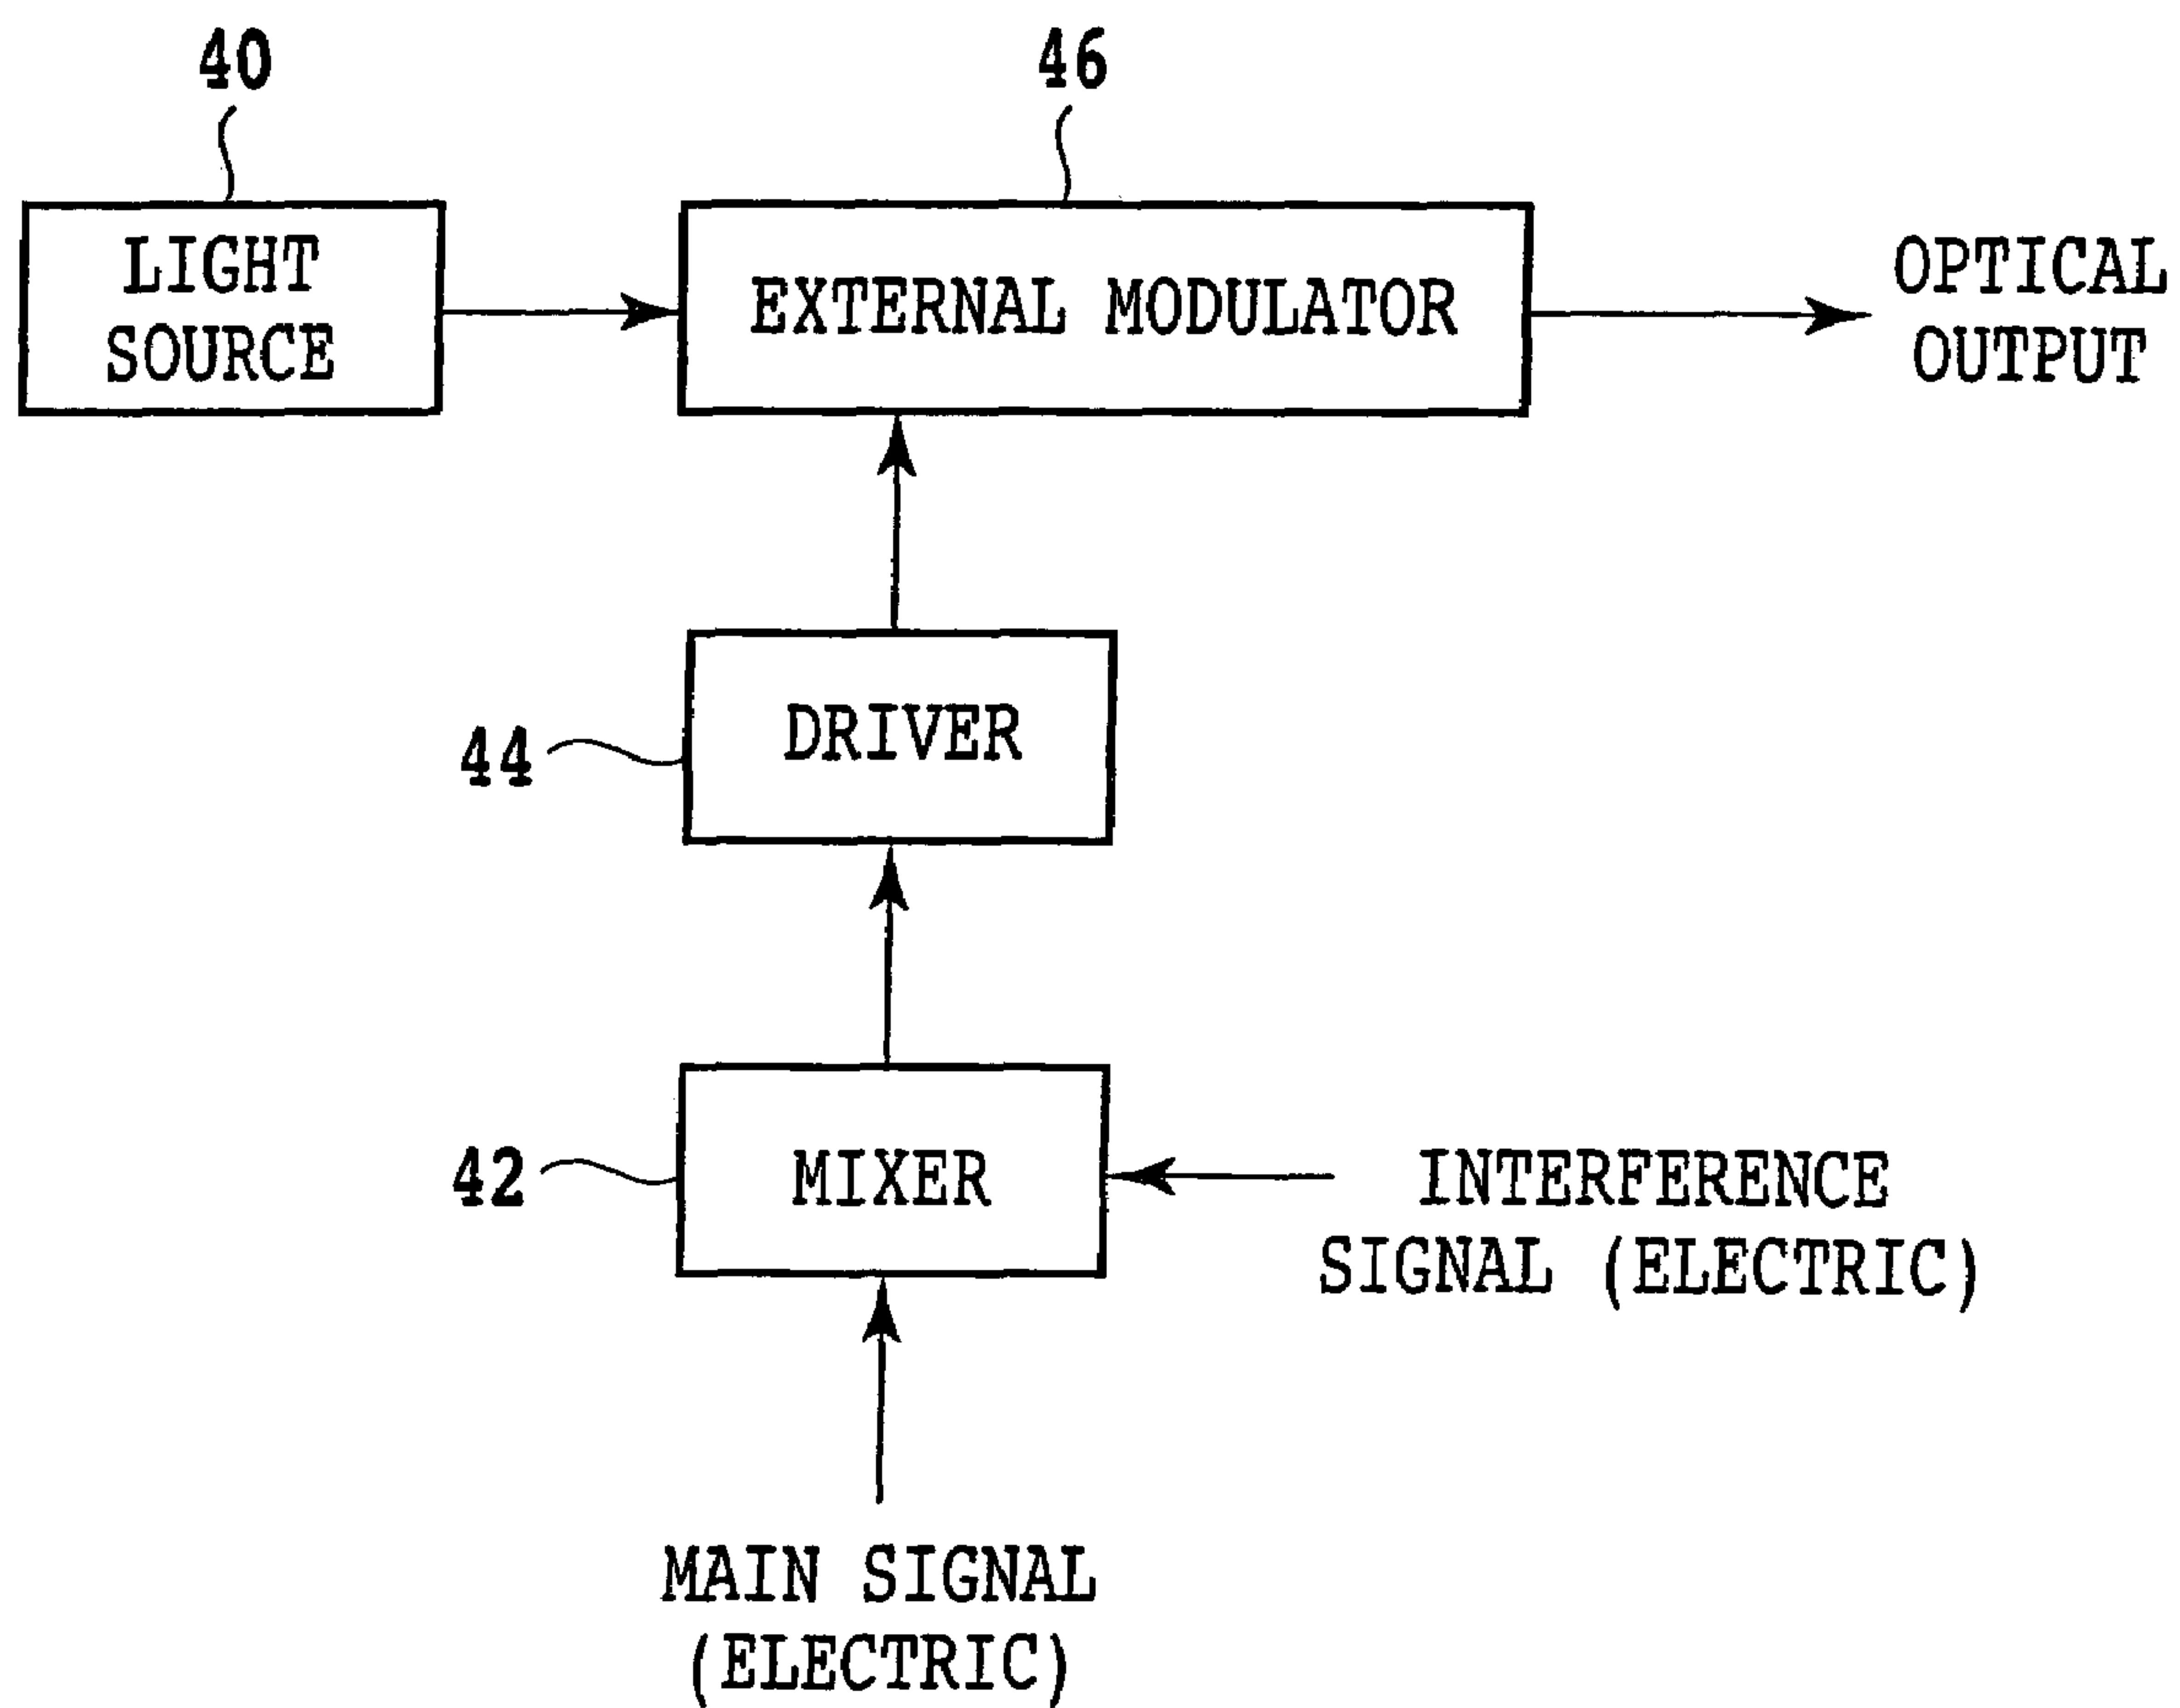 40
46
LIGHT
SOURCE
EXTERNAL MODULATOR
OPTICAL
OUTPUT
44
DRIVER
42
MIXER
INTERFERENCE
SIGNAL (ELECTRIC)
MAIN SIGNAL
(ELECTRIC)